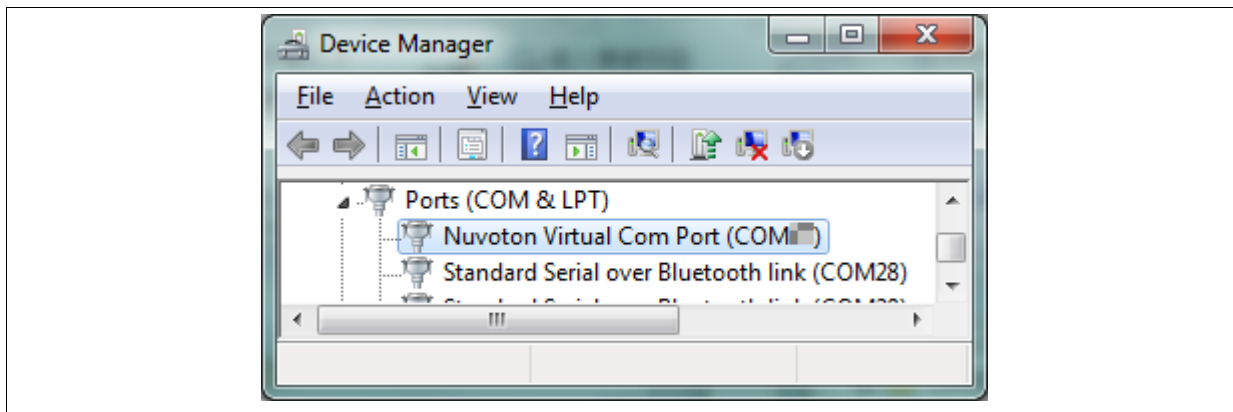 Device Manager
File Action View Help
Ports (COM & LPT)
Nuvoton Virtual Com Port (COM )
Standard Serial over Bluetooth link (COM28)